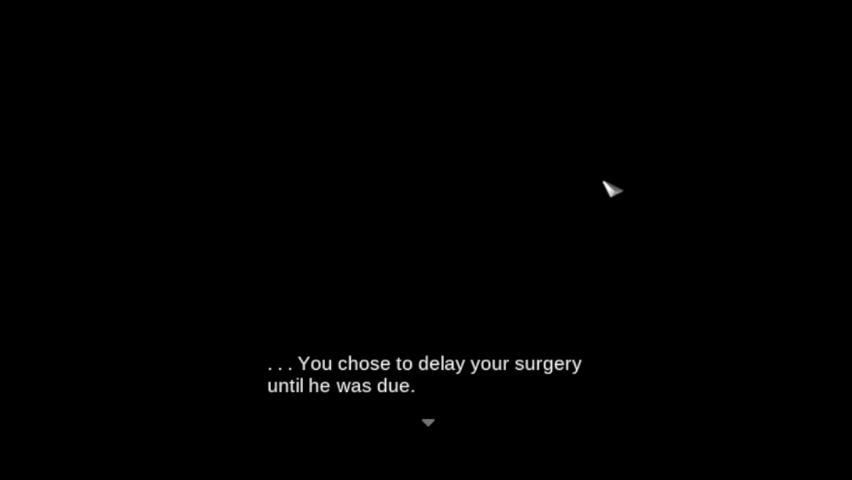 . . . You chose to delay your surgery
until he was due.